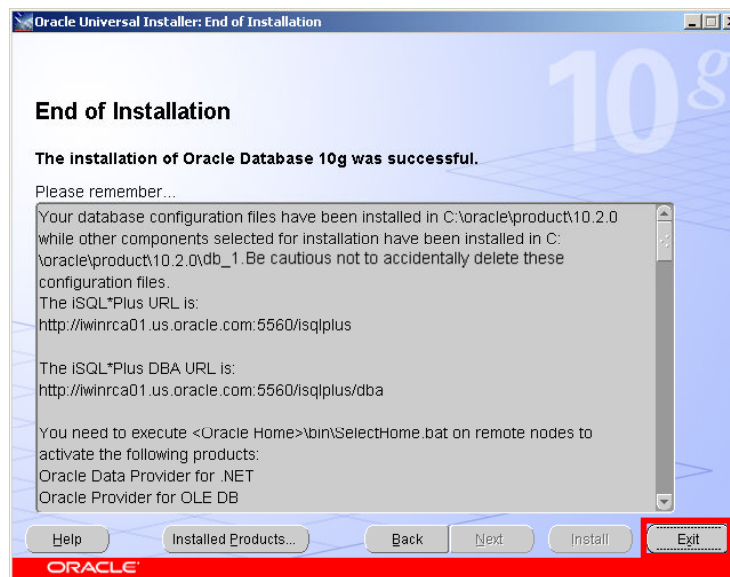 Oracle Universal Installer: End of Installation
10g
End of Installation
The installation of Oracle Database 10g was successful.
Please remember...
Your database configuration files have been installed in C:\oracle\product\10.2.0
while other components selected for installation have been installed in C:
\oracle\product\10.2.0\db_1.Be cautious not to accidentally delete these
configuration files.
The iSQL*Plus URL is:
http://iwinrca01.us.oracle.com:5560/isqlplus
The iSQL*Plus DBA URL is:
http://iwinrca01.us.oracle.com:5560/isqlplus/dba
You need to execute <Oracle Home>\bin\SelectHome.bat on remote nodes to
activate the following products:
Oracle Data Provider for .NET
Oracle Provider for OLE DB
Help Installed Products... Back Next Install Exit
ORACLE